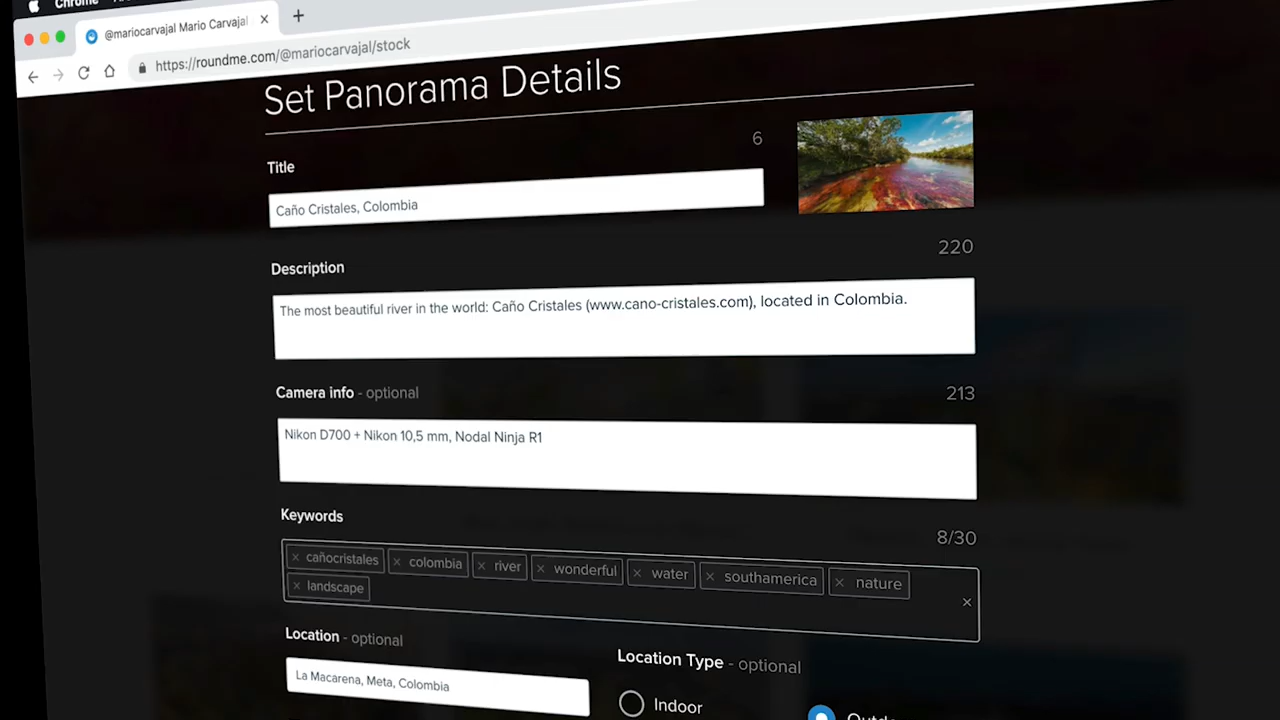 Chrome
@mariocarvajal Mario Carvajal
https://roundme.com/@mariocarvajal/stock
Set Panorama Details
6
Title
Caño Cristales, Colombia
220
Description
The most beautiful river in the world: Caño Cristales (www.cano-cristales.com), located in Colombia.
Camera info - optional
213
Nikon D700 + Nikon 10,5 mm, Nodal Ninja R1
Keywords
8/30
× cañocristales × colombia × river × wonderful × water × southamerica × nature
× landscape
×
Location - optional
Location Type - optional
La Macarena, Meta, Colombia
Indoor